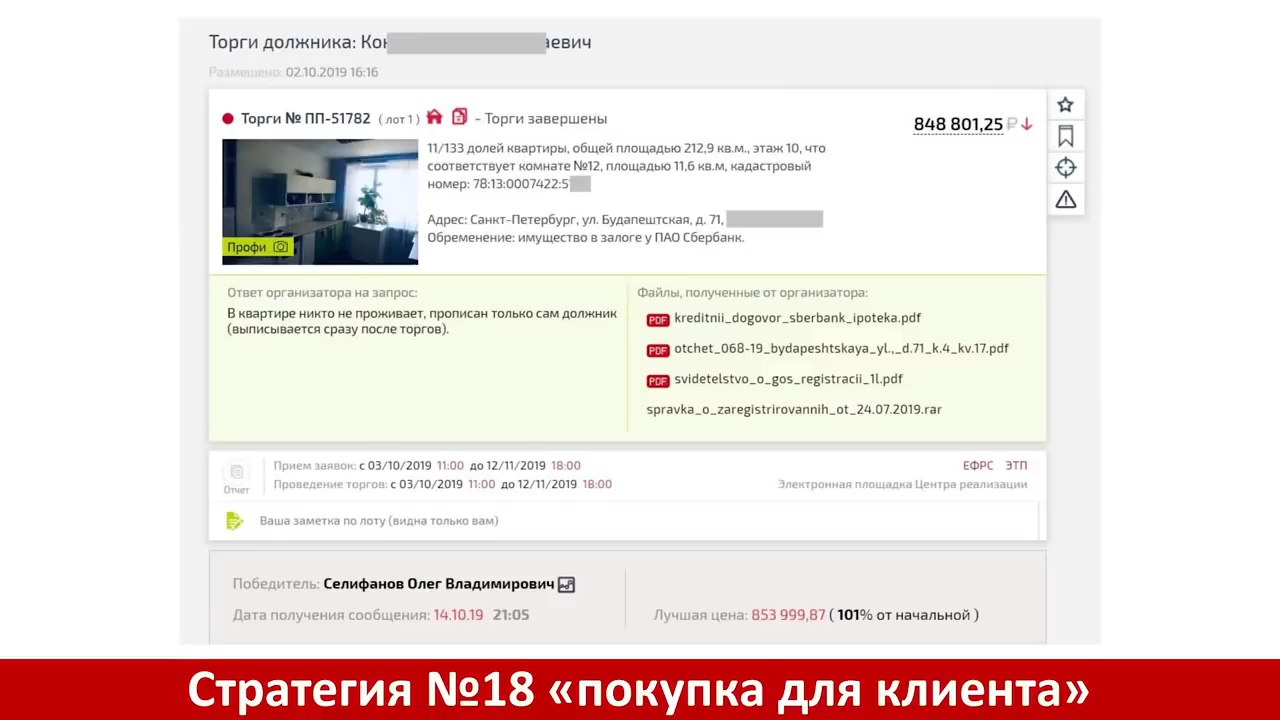 Торги должника: Кон аевич
Размещено: 02.10.2019 16:16
Торги № ПП-51782 ( лот 1 ) - Торги завершены
848 801,25 ₽
11/133 долей квартиры, общей площадью 212,9 кв.м., этаж 10, что
соответствует комнате №12, площадью 11,6 кв.м, кадастровый
номер: 78:13:0007422:5
Адрес: Санкт-Петербург, ул. Будапештская, д. 71,
Обременение: имущество в залоге у ПАО Сбербанк.
Профи
Ответ организатора на запрос:
В квартире никто не проживает, прописан только сам должник
(выписывается сразу после торгов).
Файлы, полученные от организатора:
PDF kreditnii_dogovor_sberbank_ipoteka.pdf
PDF otchet_068-19_bydapeshtskaya_yl.,_d.71_k.4_kv.17.pdf
PDF svidetelstvo_o_gos_registracii_1l.pdf
spravka_o_zaregistrirovannih_ot_24.07.2019.rar
Отчет
Прием заявок: с 03/10/2019 11:00 до 12/11/2019 18:00
ЕФРС ЭТП
Проведение торгов: с 03/10/2019 11:00 до 12/11/2019 18:00
Электронная площадка Центра реализации
Ваша заметка по лоту (видна только вам)
Победитель: Селифанов Олег Владимирович
Дата получения сообщения: 14.10.19 21:05
Лучшая цена: 853 999,87 ( 101% от начальной )
Стратегия №18 «покупка для клиента»